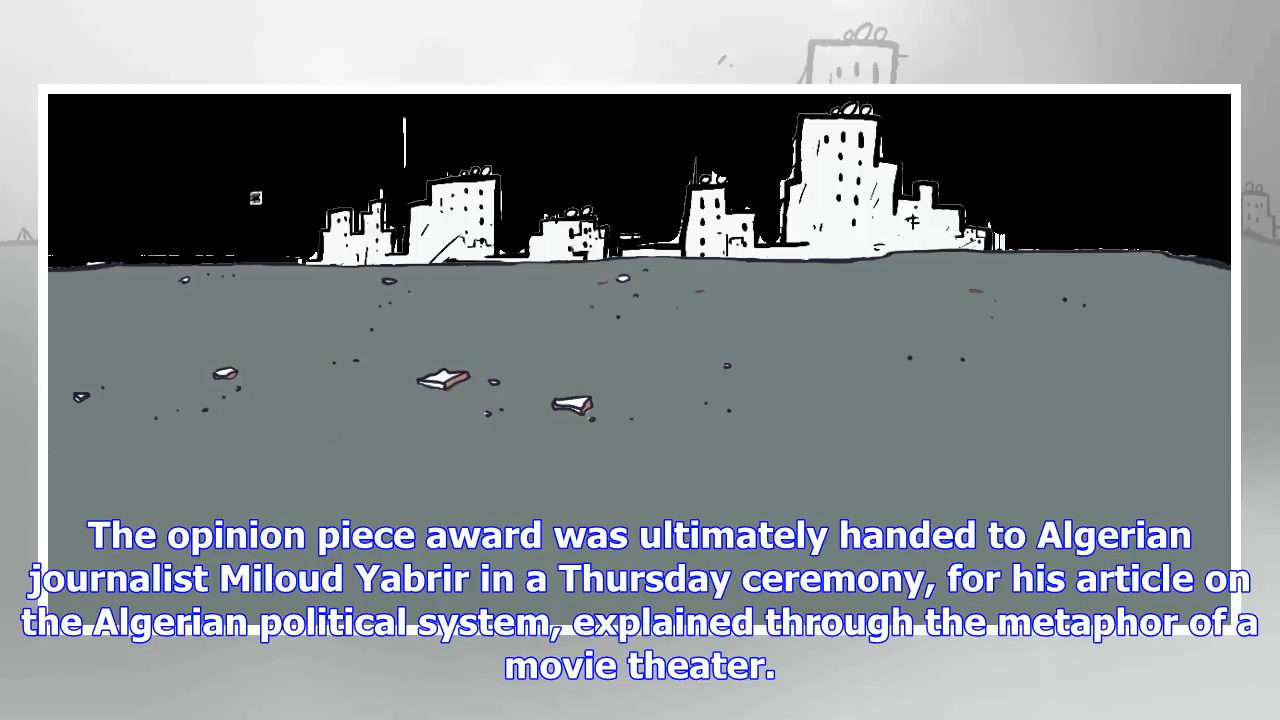 The opinion piece award was ultimately handed to Algerian
journalist Miloud Yabrir in a Thursday ceremony, for his article on
the Algerian political system, explained through the metaphor of a
movie theater.